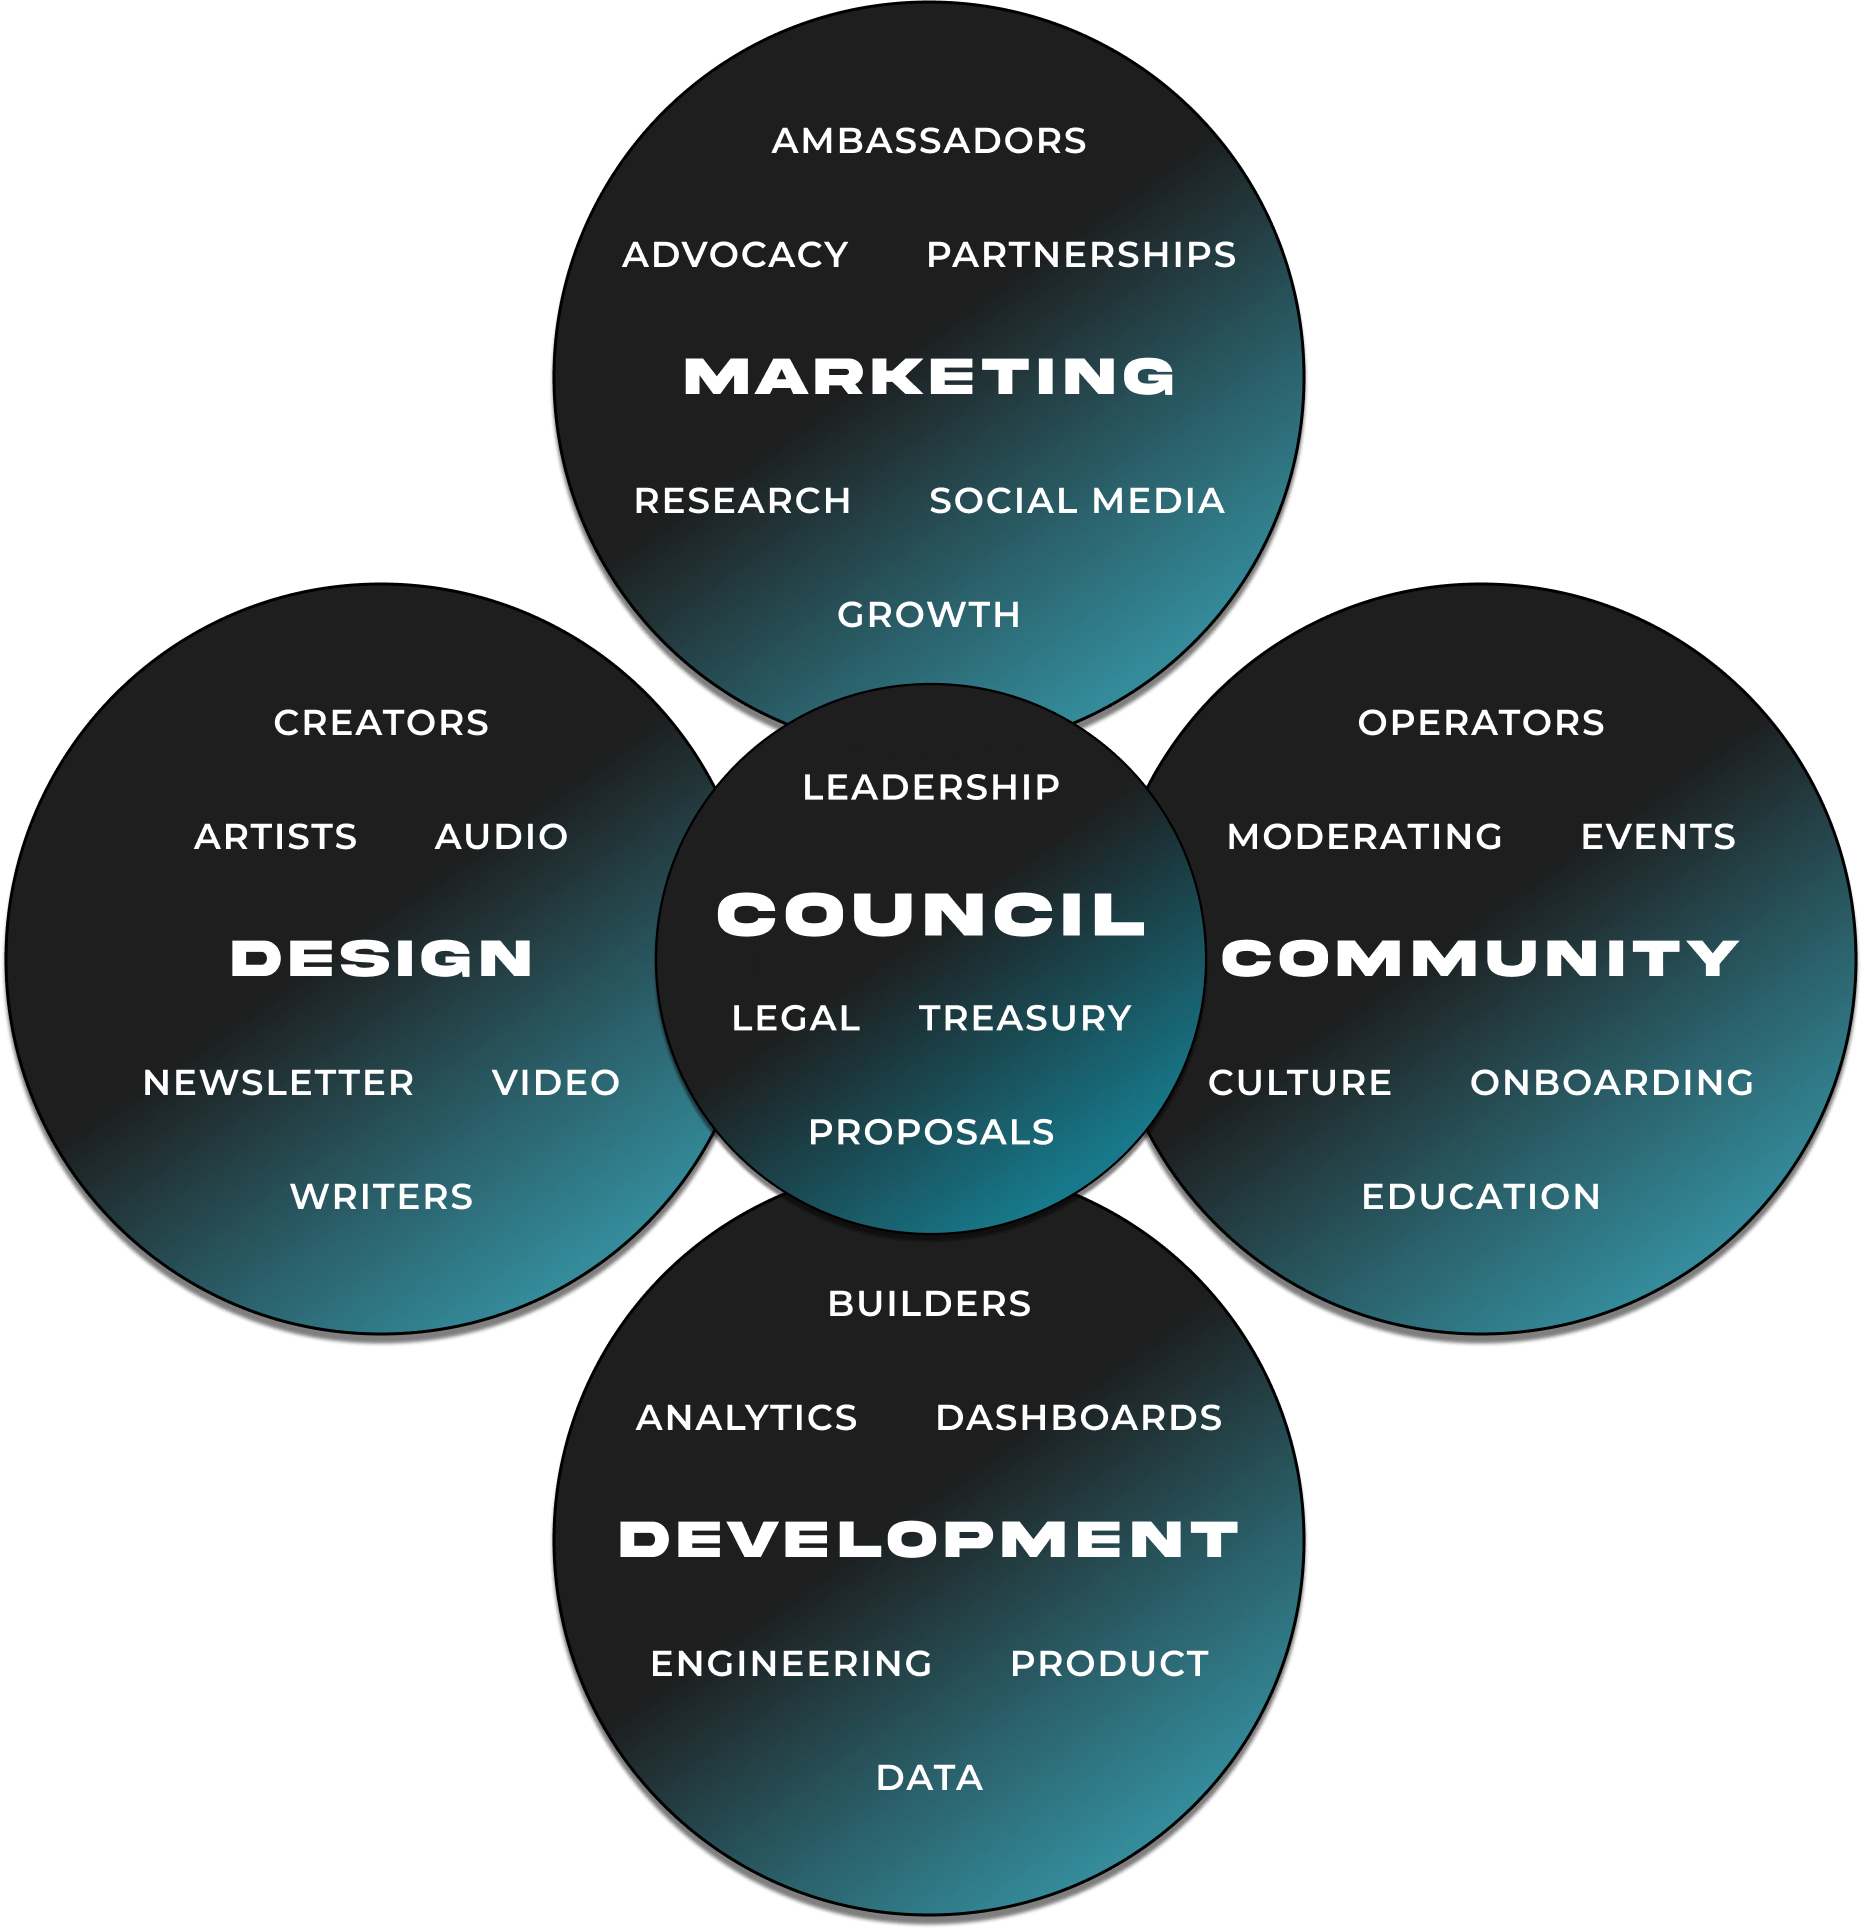 AMBASSADORS
ADVOCACY PARTNERSHIPS
MARKETING
RESEARCH SOCIAL MEDIA
GROWTH
CREATORS
ARTISTS AUDIO
DESIGN
NEWSLETTER VIDEO
WRITERS
LEADERSHIP
COUNCIL
LEGAL TREASURY
PROPOSALS
OPERATORS
MODERATING EVENTS
COMMUNITY
CULTURE ONBOARDING
EDUCATION
BUILDERS
ANALYTICS DASHBOARDS
DEVELOPMENT
ENGINEERING PRODUCT
DATA